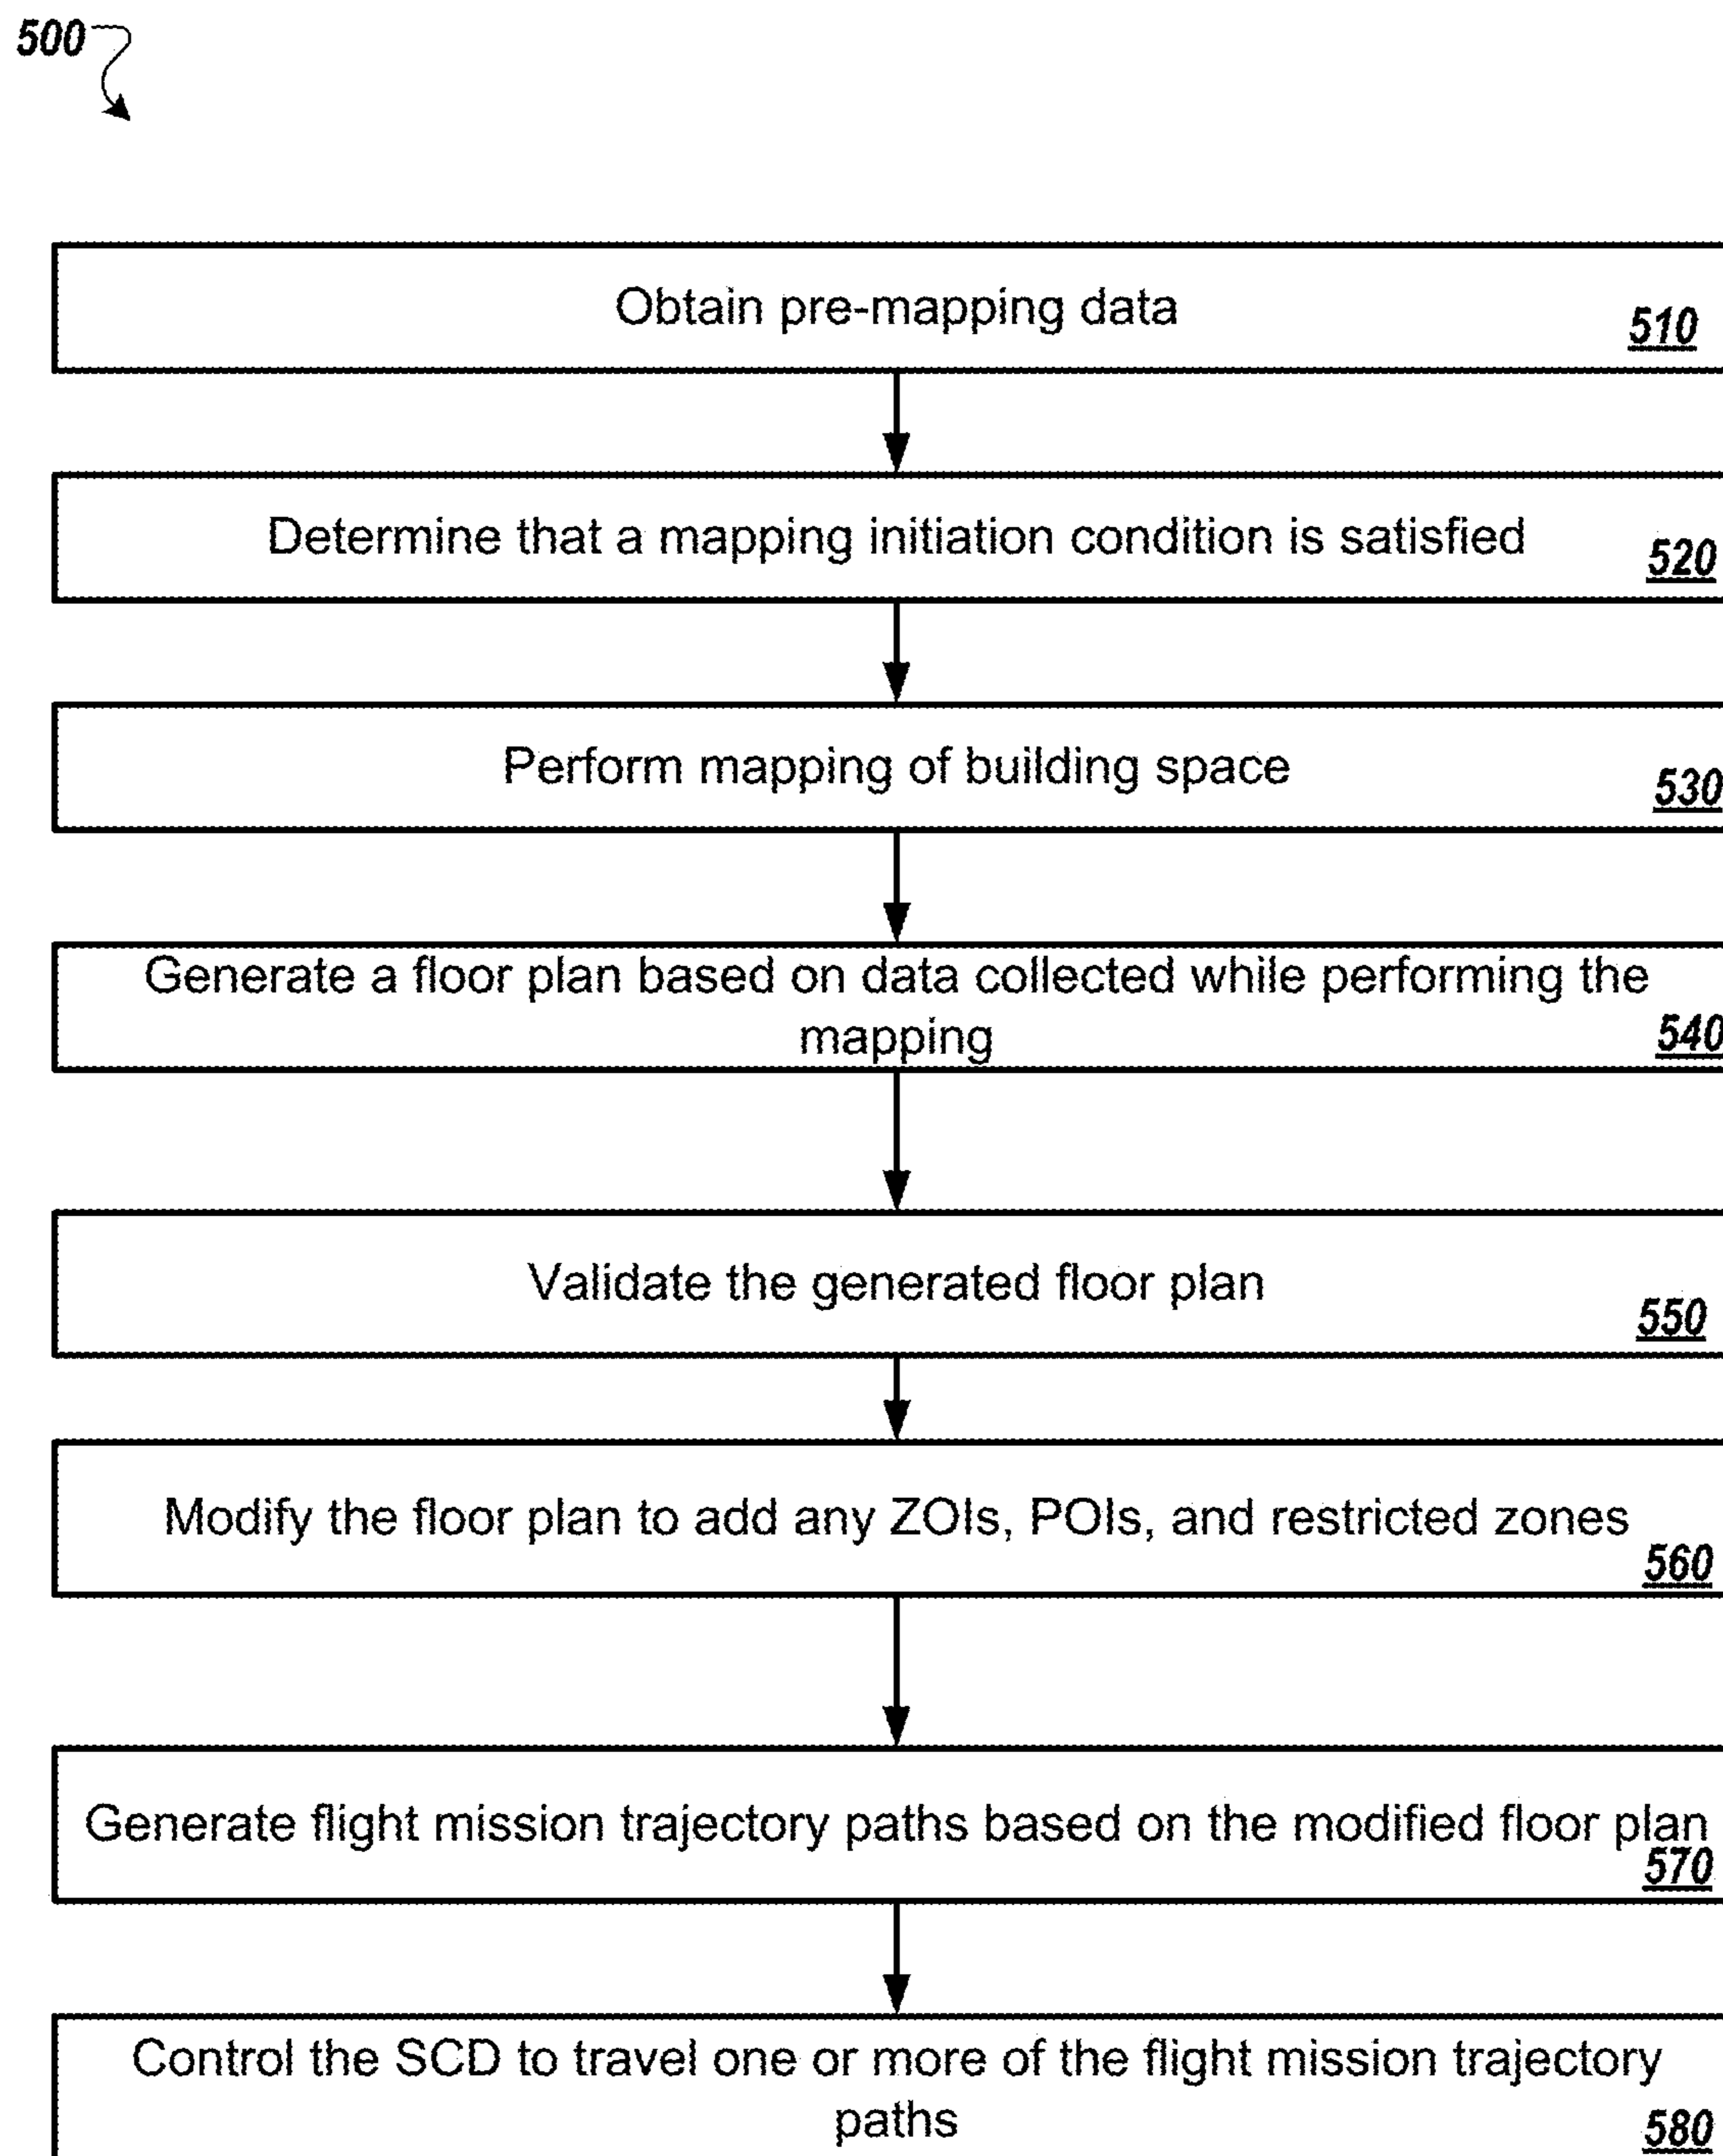 500
Obtain pre-mapping data
510
Determine that a mapping initiation condition is satisfied
520
Perform mapping of building space
530
Generate a floor plan based on data collected while performing the
mapping
540
Validate the generated floor plan
550
Modify the floor plan to add any ZOIs, POIs, and restricted zones
560
Generate flight mission trajectory paths based on the modified floor plan
570
Control the SCD to travel one or more of the flight mission trajectory
paths
580